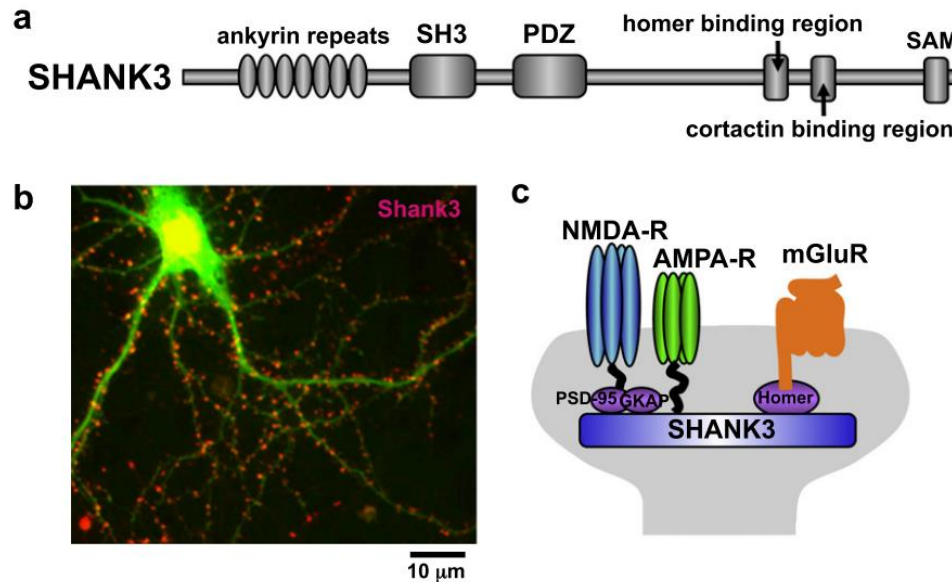 a
ankyrin repeats
SH3
PDZ
homer binding region
SAM
SHANK3
cortactin binding region
b
Shank3
10 μm
c
NMDA-R
AMPA-R
mGluR
PSD-95
GKAP
Homer
SHANK3